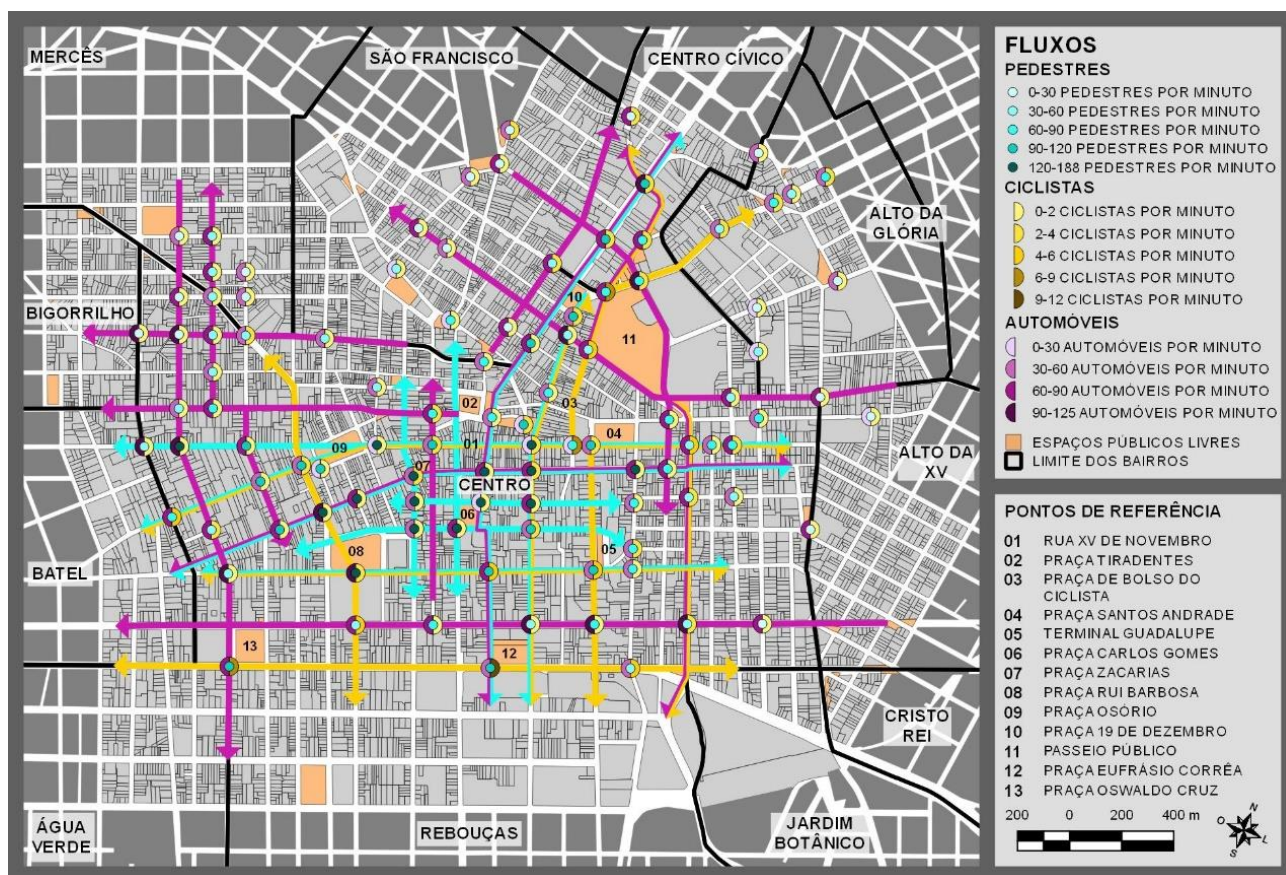 MERCÊS
SÃO FRANCISCO
CENTRO CÍVICO
ALTO DA
GLÓRIA
BIGORRILHO
10
11
02
03
09
01
04
07
CENTRO
ALTO DA
XV
06
05
08
BATEL
13
12
CRISTO
REI
ÁGUA
VERDE
REBOUÇAS
JARDIM
BOTÂNICO
FLUXOS
PEDESTRES
0-30 PEDESTRES POR MINUTO
30-60 PEDESTRES POR MINUTO
60-90 PEDESTRES POR MINUTO
90-120 PEDESTRES POR MINUTO
120-188 PEDESTRES POR MINUTO
CICLISTAS
0-2 CICLISTAS POR MINUTO
2-4 CICLISTAS POR MINUTO
4-6 CICLISTAS POR MINUTO
6-9 CICLISTAS POR MINUTO
9-12 CICLISTAS POR MINUTO
AUTOMÓVEIS
0-30 AUTOMÓVEIS POR MINUTO
30-60 AUTOMÓVEIS POR MINUTO
60-90 AUTOMÓVEIS POR MINUTO
90-125 AUTOMÓVEIS POR MINUTO
ESPAÇOS PÚBLICOS LIVRES
LIMITE DOS BAIRROS
PONTOS DE REFERÊNCIA
01 RUA XV DE NOVEMBRO
02 PRAÇA TIRADENTES
03 PRAÇA DE BOLSO DO
CICLISTA
04 PRAÇA SANTOS ANDRADE
05 TERMINAL GUADALUPE
06 PRAÇA CARLOS GOMES
07 PRAÇA ZACARIAS
08 PRAÇA RUI BARBOSA
09 PRAÇA OSÓRIO
10 PRAÇA 19 DE DEZEMBRO
11 PASSEIO PÚBLICO
12 PRAÇA EUFRÁSIO CORRÊA
13 PRAÇA OSWALDO CRUZ
200 0 200 400 m
N
O
L
S